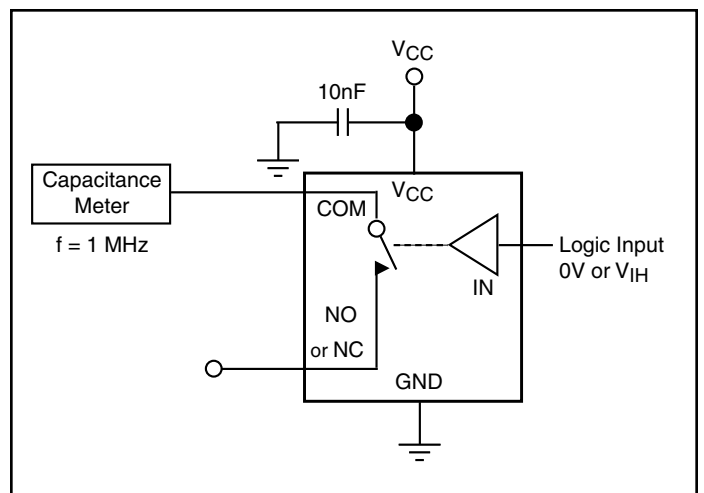 VCC
10nF
Capacitance
Meter
f = 1 MHz
VCC
COM
Logic Input
0V or VIH
IN
NO
or NC
GND